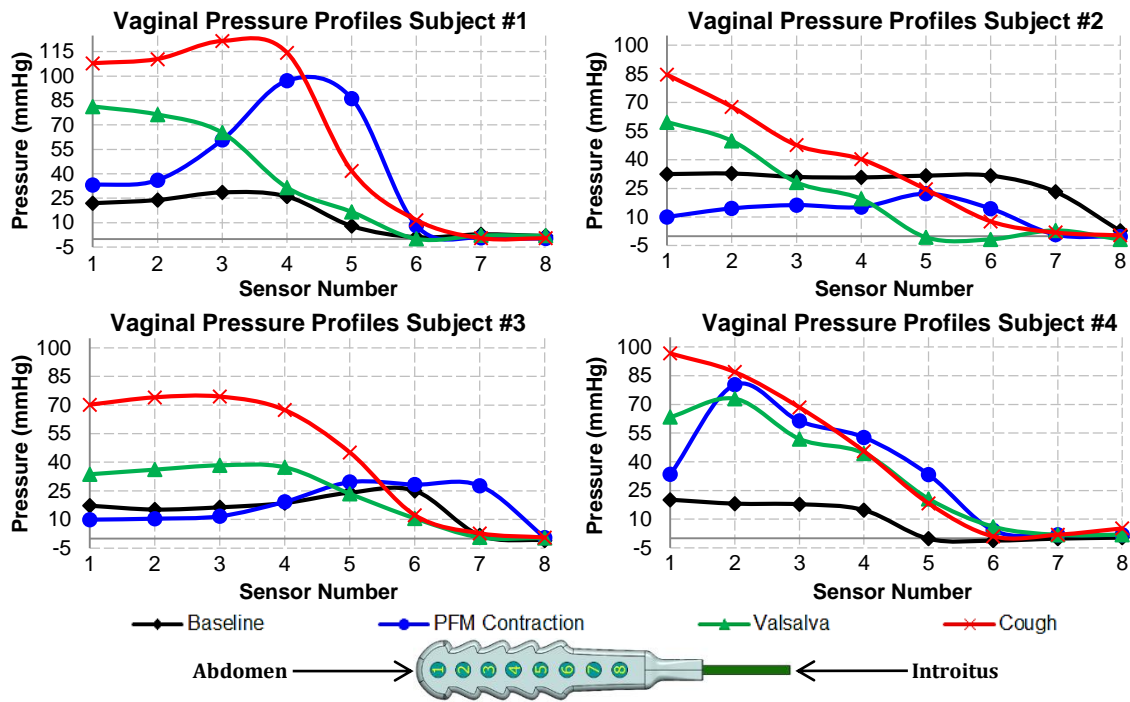 Vaginal Pressure Profiles Subject #1
Pressure (mmHg)
115
100
85
70
55
40
25
10
-5
1 2 3 4 5 6 7 8
Sensor Number
Vaginal Pressure Profiles Subject #2
Pressure (mmHg)
100
85
70
55
40
25
10
-5
1 2 3 4 5 6 7 8
Sensor Number
Vaginal Pressure Profiles Subject #3
Pressure (mmHg)
100
85
70
55
40
25
10
-5
1 2 3 4 5 6 7 8
Sensor Number
Vaginal Pressure Profiles Subject #4
Pressure (mmHg)
100
85
70
55
40
25
10
-5
1 2 3 4 5 6 7 8
Sensor Number
Baseline PFM Contraction Valsalva Cough
Abdomen 1 2 3 4 5 6 7 8 Introitus